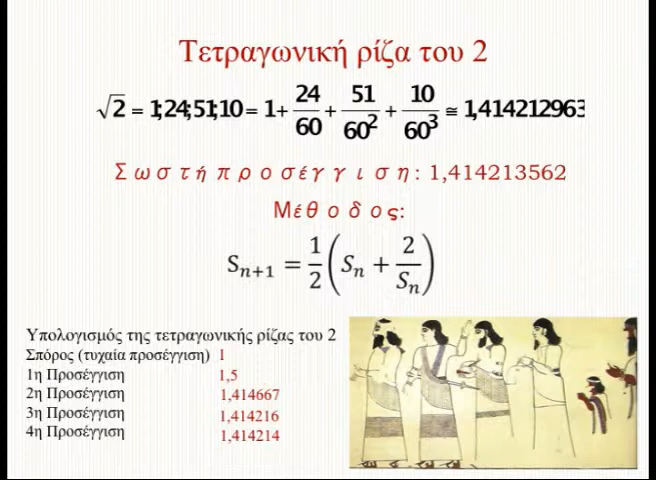 Τετραγωνική ρίζα του 2
√2 = 1;24;51;10 = 1 + 24/60 + 51/60² + 10/60³ ≅ 1,414212963
Σωστή προσέγγιση: 1,414213562
Μέθοδος:
Sₙ₊₁ = 1/2 (Sₙ + 2/Sₙ)
Υπολογισμός της τετραγωνικής ρίζας του 2
Σπόρος (τυχαία προσέγγιση) 1
1η Προσέγγιση 1,5
2η Προσέγγιση 1,414667
3η Προσέγγιση 1,414216
4η Προσέγγιση 1,414214